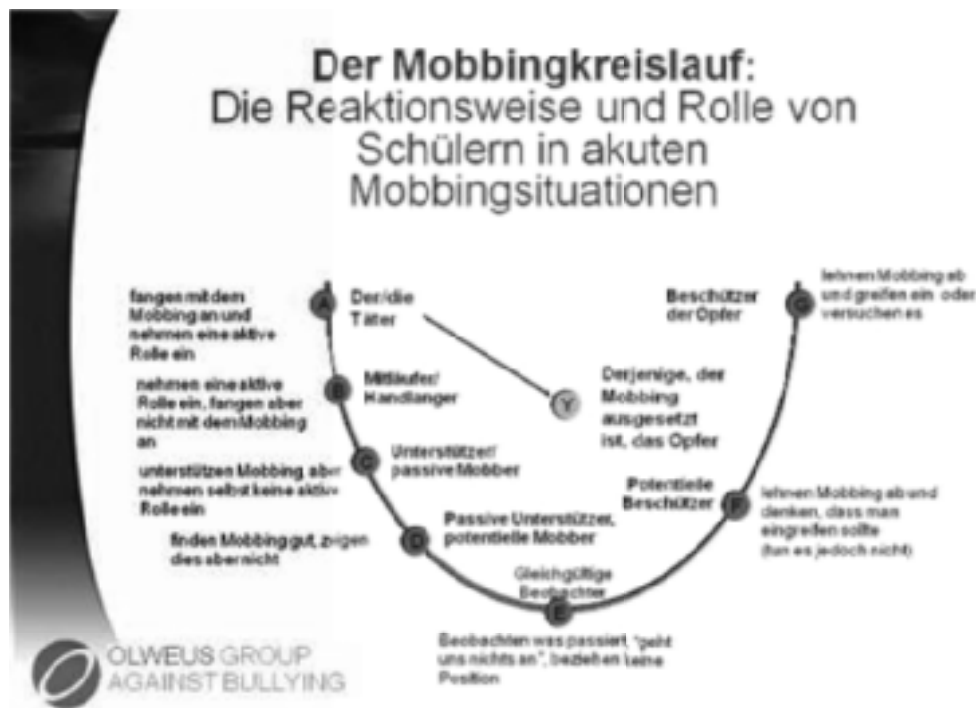 Der Mobbingkreislauf:
Die Reaktionsweise und Rolle von
Schülern in akuten
Mobbingsituationen
fangen mit dem
Mobbing an und
nehmen eine aktive
Rolle ein
A
Der/die
Täter
nehmen eine aktive
Rolle ein, fangen aber
nicht mit dem Mobbing
an
B
Mitläufer/
Handlanger
unterstützen Mobbing, aber
nehmen selbst keine aktive
Rolle ein
C
Unterstützer/
passive Mobber
finden Mobbing gut, zeigen
dies aber nicht
D
Passive Unterstützer,
potentielle Mobber
Gleichgültige
Beobachter
E
Beobachten was passiert, "geht
uns nichts an", beziehen keine
Position
Y
Derjenige, der
Mobbing
ausgesetzt
ist, das Opfer
Potentielle
Beschützer
F
lehnen Mobbing ab und
denken, dass man
eingreifen sollte
(tun es jedoch nicht)
Beschützer
der Opfer
G
lehnen Mobbing ab
und greifen ein oder
versuchen es
OLWEUS GROUP
AGAINST BULLYING